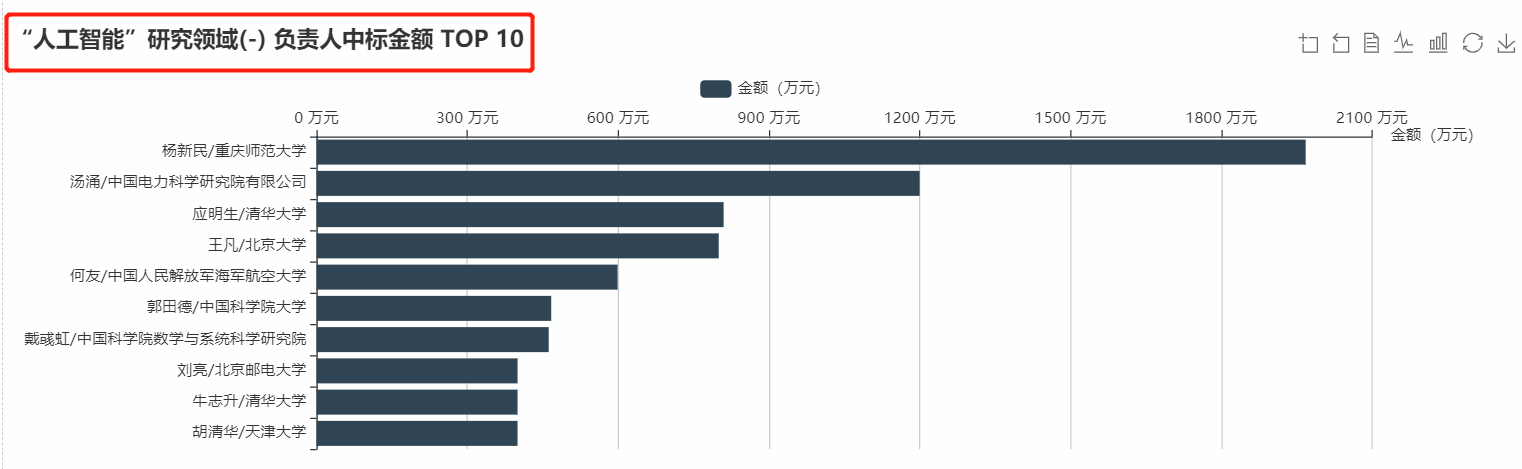 “人工智能”研究领域(-) 负责人中标金额 TOP 10
金额（万元）
0 万元 300 万元 600 万元 900 万元 1200 万元 1500 万元 1800 万元 2100 万元
金额（万元）
杨新民/重庆师范大学
汤涌/中国电力科学研究院有限公司
应明生/清华大学
王凡/北京大学
何友/中国人民解放军海军航空大学
郭田德/中国科学院大学
戴彧虹/中国科学院数学与系统科学研究院
刘亮/北京邮电大学
牛志升/清华大学
胡清华/天津大学